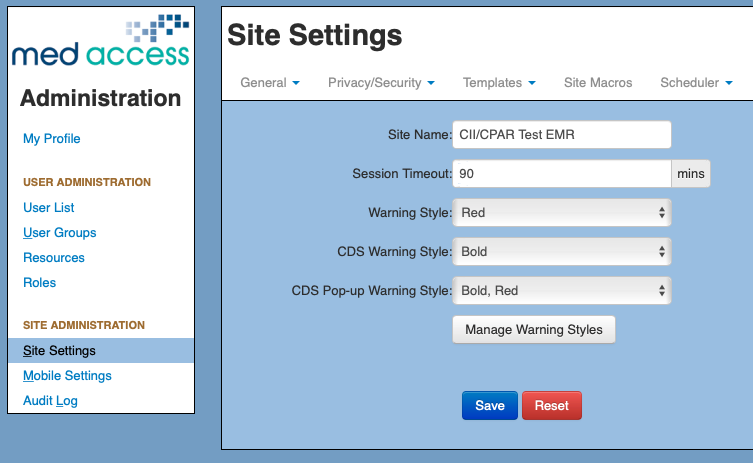 med access
Administration
My Profile
USER ADMINISTRATION
User List
User Groups
Resources
Roles
SITE ADMINISTRATION
Site Settings
Mobile Settings
Audit Log
Site Settings
General Privacy/Security Templates Site Macros Scheduler
Site Name: CII/CPAR Test EMR
Session Timeout: 90 mins
Warning Style: Red
CDS Warning Style: Bold
CDS Pop-up Warning Style: Bold, Red
Manage Warning Styles
Save Reset